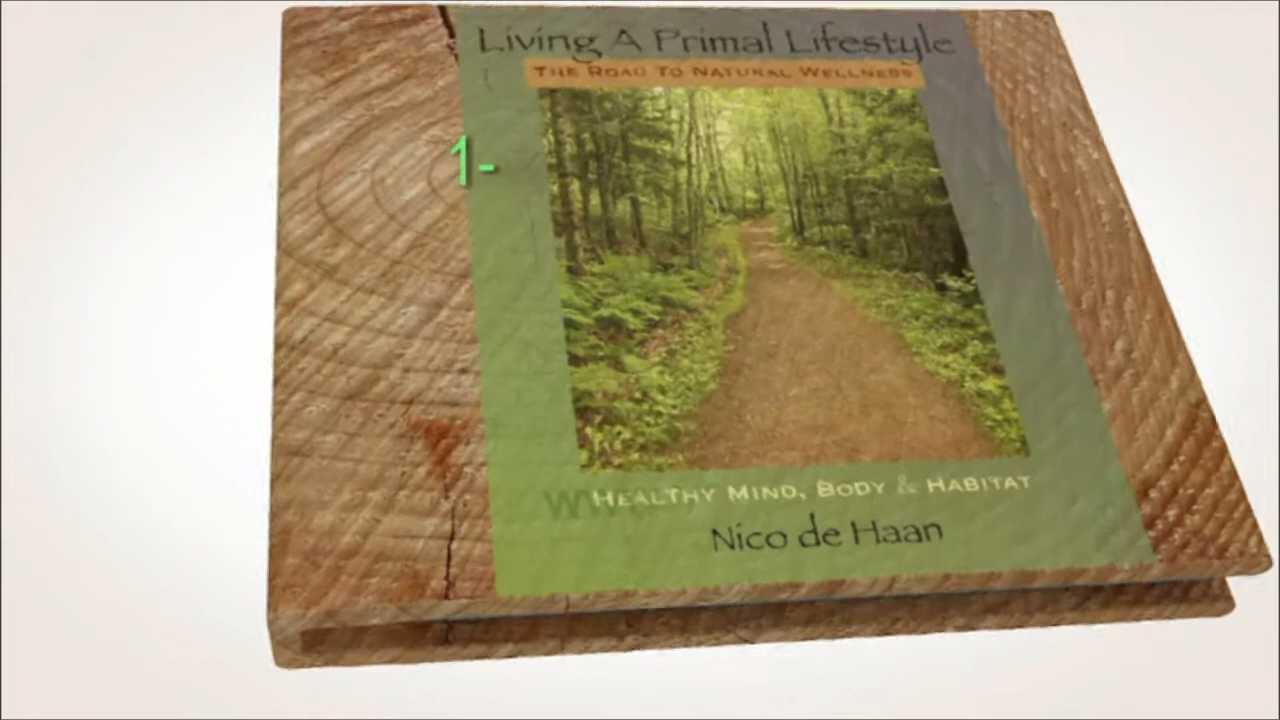 Living A Primal Lifestyle
The Road To Natural Wellness
1-
Healthy Mind, Body & Habitat
Nico de Haan